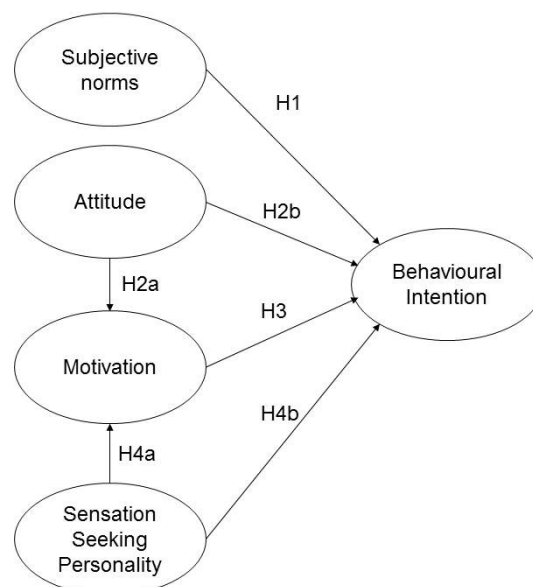 Subjective
norms
H1
Attitude
H2b
Behavioural
Intention
H2a
H3
Motivation
H4b
H4a
Sensation
Seeking
Personality